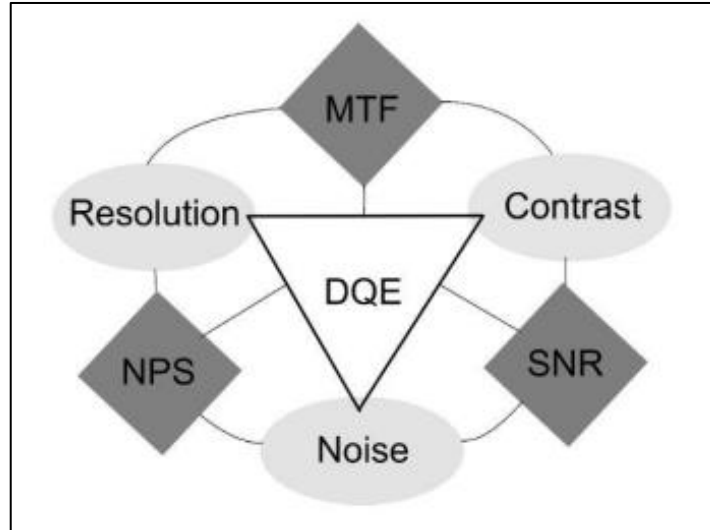 MTF
Resolution
Contrast
DQE
NPS
SNR
Noise